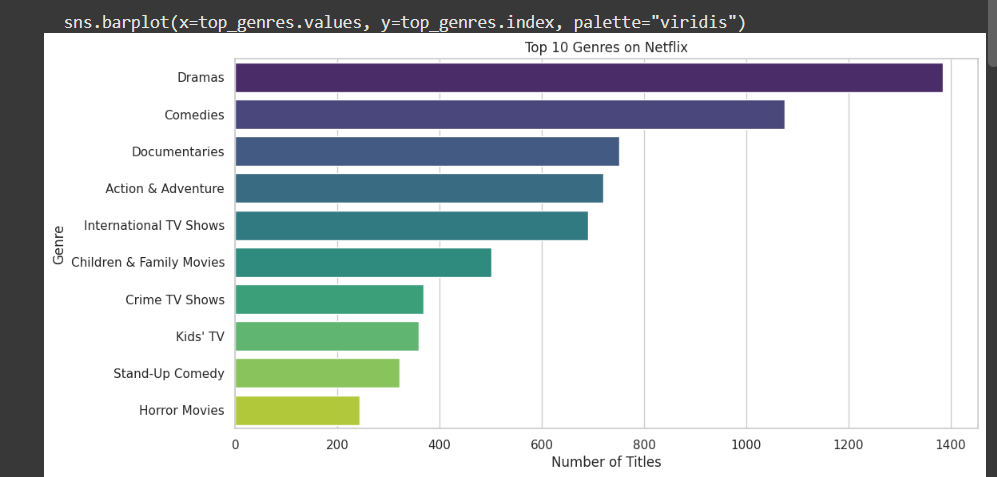 sns.barplot(x=top_genres.values, y=top_genres.index, palette="viridis")
Top 10 Genres on Netflix
Genre
Dramas
Comedies
Documentaries
Action & Adventure
International TV Shows
Children & Family Movies
Crime TV Shows
Kids' TV
Stand-Up Comedy
Horror Movies
0 200 400 600 800 1000 1200 1400
Number of Titles